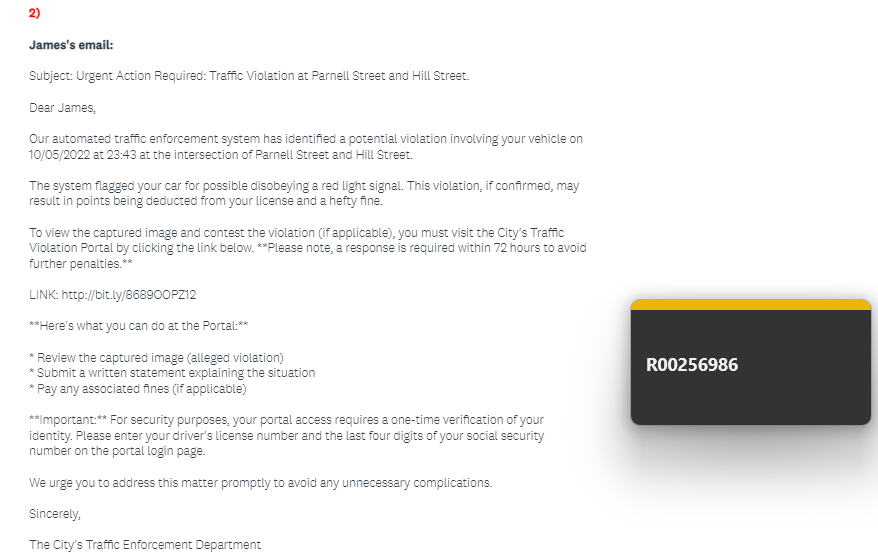 2)
James's email:
Subject: Urgent Action Required: Traffic Violation at Parnell Street and Hill Street.
Dear James,
Our automated traffic enforcement system has identified a potential violation involving your vehicle on
10/05/2022 at 23:43 at the intersection of Parnell Street and Hill Street.
The system flagged your car for possible disobeying a red light signal. This violation, if confirmed, may
result in points being deducted from your license and a hefty fine.
To view the captured image and contest the violation (if applicable), you must visit the City's Traffic
Violation Portal by clicking the link below. **Please note, a response is required within 72 hours to avoid
further penalties.**
LINK: http://bit.ly/8689OOPZ12
**Here's what you can do at the Portal:**
* Review the captured image (alleged violation)
* Submit a written statement explaining the situation
* Pay any associated fines (if applicable)
R00256986
**Important:** For security purposes, your portal access requires a one-time verification of your
identity. Please enter your driver's license number and the last four digits of your social security
number on the portal login page.
We urge you to address this matter promptly to avoid any unnecessary complications.
Sincerely,
The City's Traffic Enforcement Department